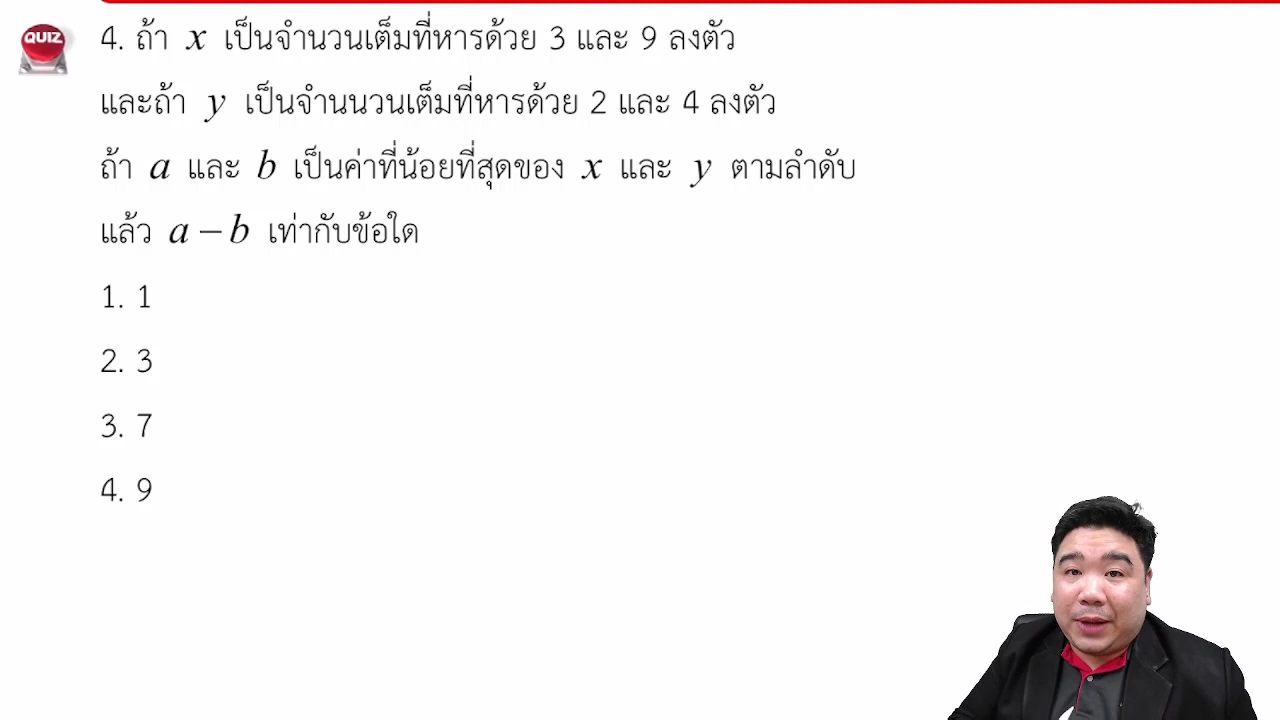 QUIZ
4. ถ้า x เป็นจำนวนเต็มที่หารด้วย 3 และ 9 ลงตัว
และถ้า y เป็นจำนนวนเต็มที่หารด้วย 2 และ 4 ลงตัว
ถ้า a และ b เป็นค่าที่น้อยที่สุดของ x และ y ตามลำดับ
แล้ว a – b เท่ากับข้อใด
1. 1
2. 3
3. 7
4. 9